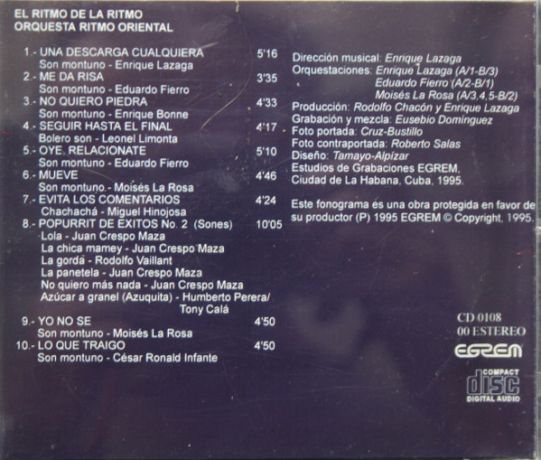 EL RITMO DE LA RITMO
ORQUESTA RITMO ORIENTAL
1.- UNA DESCARGA CUALQUIERA 5'16
Son montuno - Enrique Lazaga
2.- ME DA RISA 3'35
Son montuno - Eduardo Fierro
3.- NO QUIERO PIEDRA 4'33
Son montuno - Enrique Bonne
4.- SEGUIR HASTA EL FINAL 4'17
Bolero son - Leonel Limonta
5.- OYE, RELACIONATE 5'10
Son montuno - Eduardo Fierro
6.- MUEVE 4'46
Son montuno - Moisés La Rosa
7.- EVITA LOS COMENTARIOS 4'24
Chachachá - Miguel Hinojosa
8.- POPURRIT DE EXITOS No. 2 (Sones) 10'05
Lola - Juan Crespo Maza
La chica mamey - Juan Crespo Maza
La gorda - Rodolfo Vaillant
La panetela - Juan Crespo Maza
No quiero más nada - Juan Crespo Maza
Azúcar a granel (Azuquita) - Humberto Perera/
Tony Calá
9.- YO NO SE 4'50
Son montuno - Moisés La Rosa
10.- LO QUE TRAIGO 4'50
Son montuno - César Ronald Infante
Dirección musical: Enrique Lazaga
Orquestaciones: Enrique Lazaga (A/1-B/3)
Eduardo Fierro (A/2-B/1)
Moisés La Rosa (A/3,4,5-B/2)
Producción: Rodolfo Chacón y Enrique Lazaga
Grabación y mezcla: Eusebio Domínguez
Foto portada: Cruz-Bustillo
Foto contraportada: Roberto Salas
Diseño: Tamayo-Alpízar
Estudios de Grabaciones EGREM,
Ciudad de La Habana, Cuba, 1995.
Este fonograma es una obra protegida en favor de
su productor (P) 1995 EGREM © Copyright, 1995.
CD 0108
00 ESTEREO
EGREM
COMPACT
disc
DIGITAL AUDIO